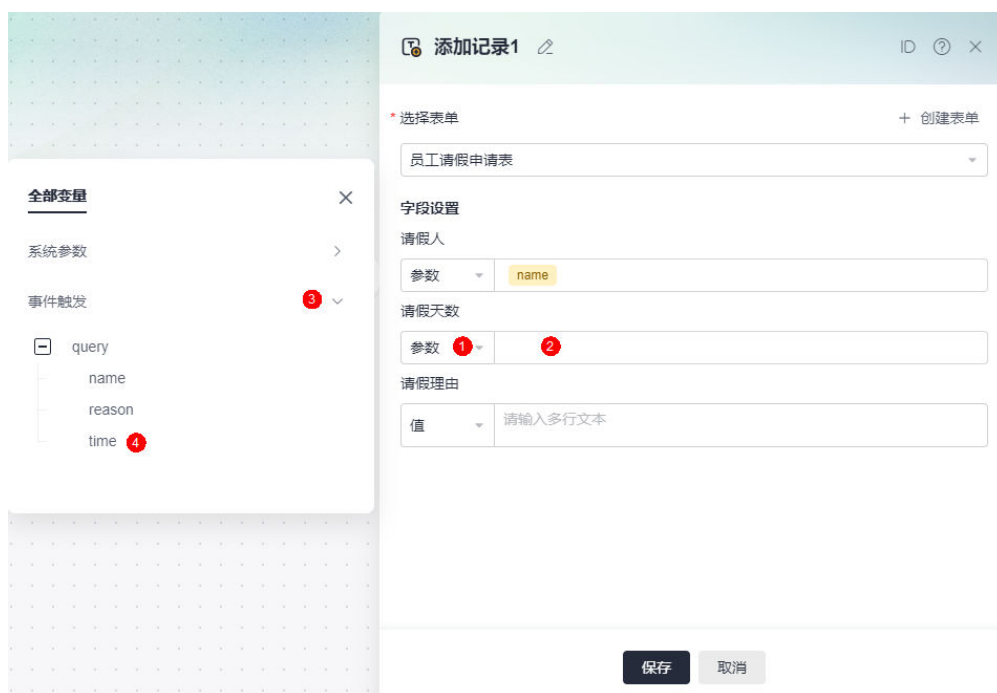 添加记录1
ID
* 选择表单
+ 创建表单
员工请假申请表
字段设置
请假人
参数 name
请假天数
参数 1 2
请假理由
值 请输入多行文本
保存 取消
全部变量
系统参数
事件触发 3
query
name
reason
time 4